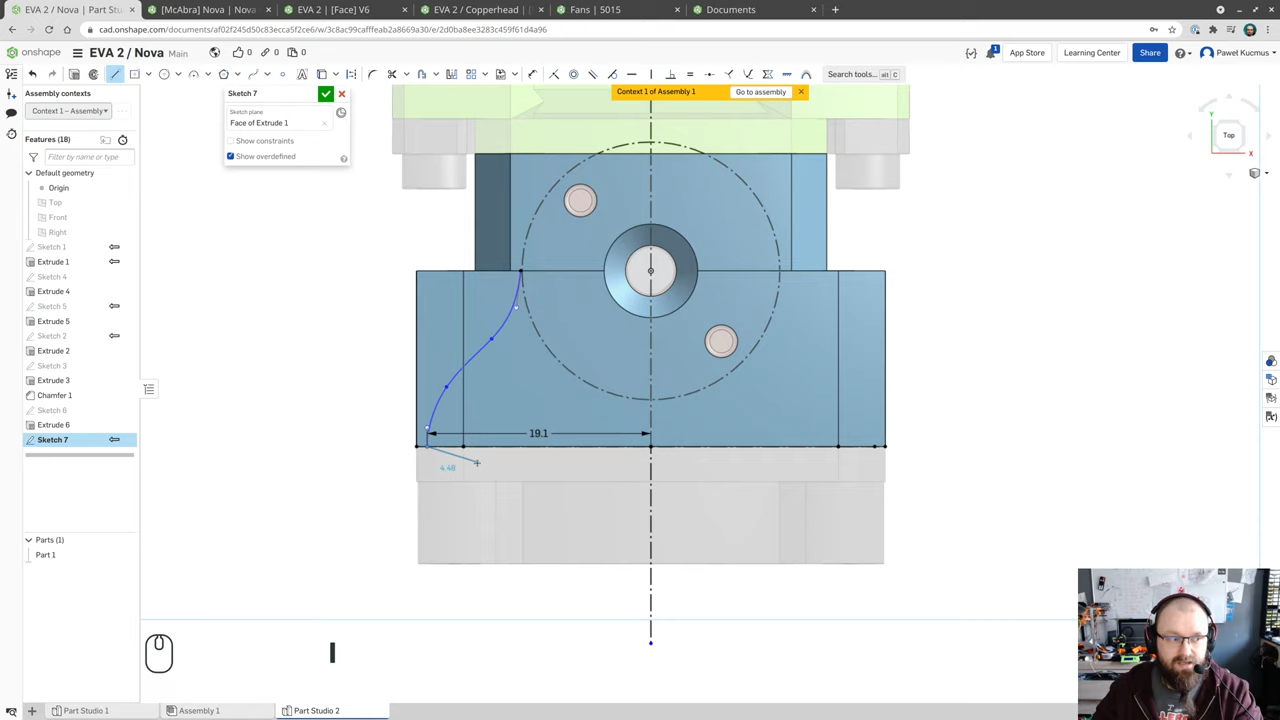 EVA 2 / Nova | Part Studio
[McAbra] Nova | Sketch
EVA 2 / | [Face] V6
EVA 2 / Copperhead |
Fans | 5015
Documents
cad.onshape.com/documents/af02f245d50c83ecca5f2ce6/w/3c8ac99cafffeab2a8669a30/e/2d0ba8ee3283c459f61d4a96
onshape
EVA 2 / Nova
Main
0
0
0
1
App Store
Learning Center
Share
Paweł Kucmus
Search tools...
alt
C
Assembly contexts
Context 1 – Assembly
Features (18)
Filter by name or type
Default geometry
Origin
Top
Front
Right
Sketch 1
Extrude 1
Sketch 4
Extrude 4
Sketch 5
Extrude 5
Sketch 2
Extrude 2
Sketch 3
Extrude 3
Chamfer 1
Sketch 6
Extrude 6
Sketch 7
Parts (1)
Part 1
Sketch 7
Sketch plane
Face of Extrude 1
Show constraints
Show overdefined
Context 1 of Assembly 1
Go to assembly
Y
Top
X
19.1
4.48
l
Part Studio 1
Assembly 1
Part Studio 2